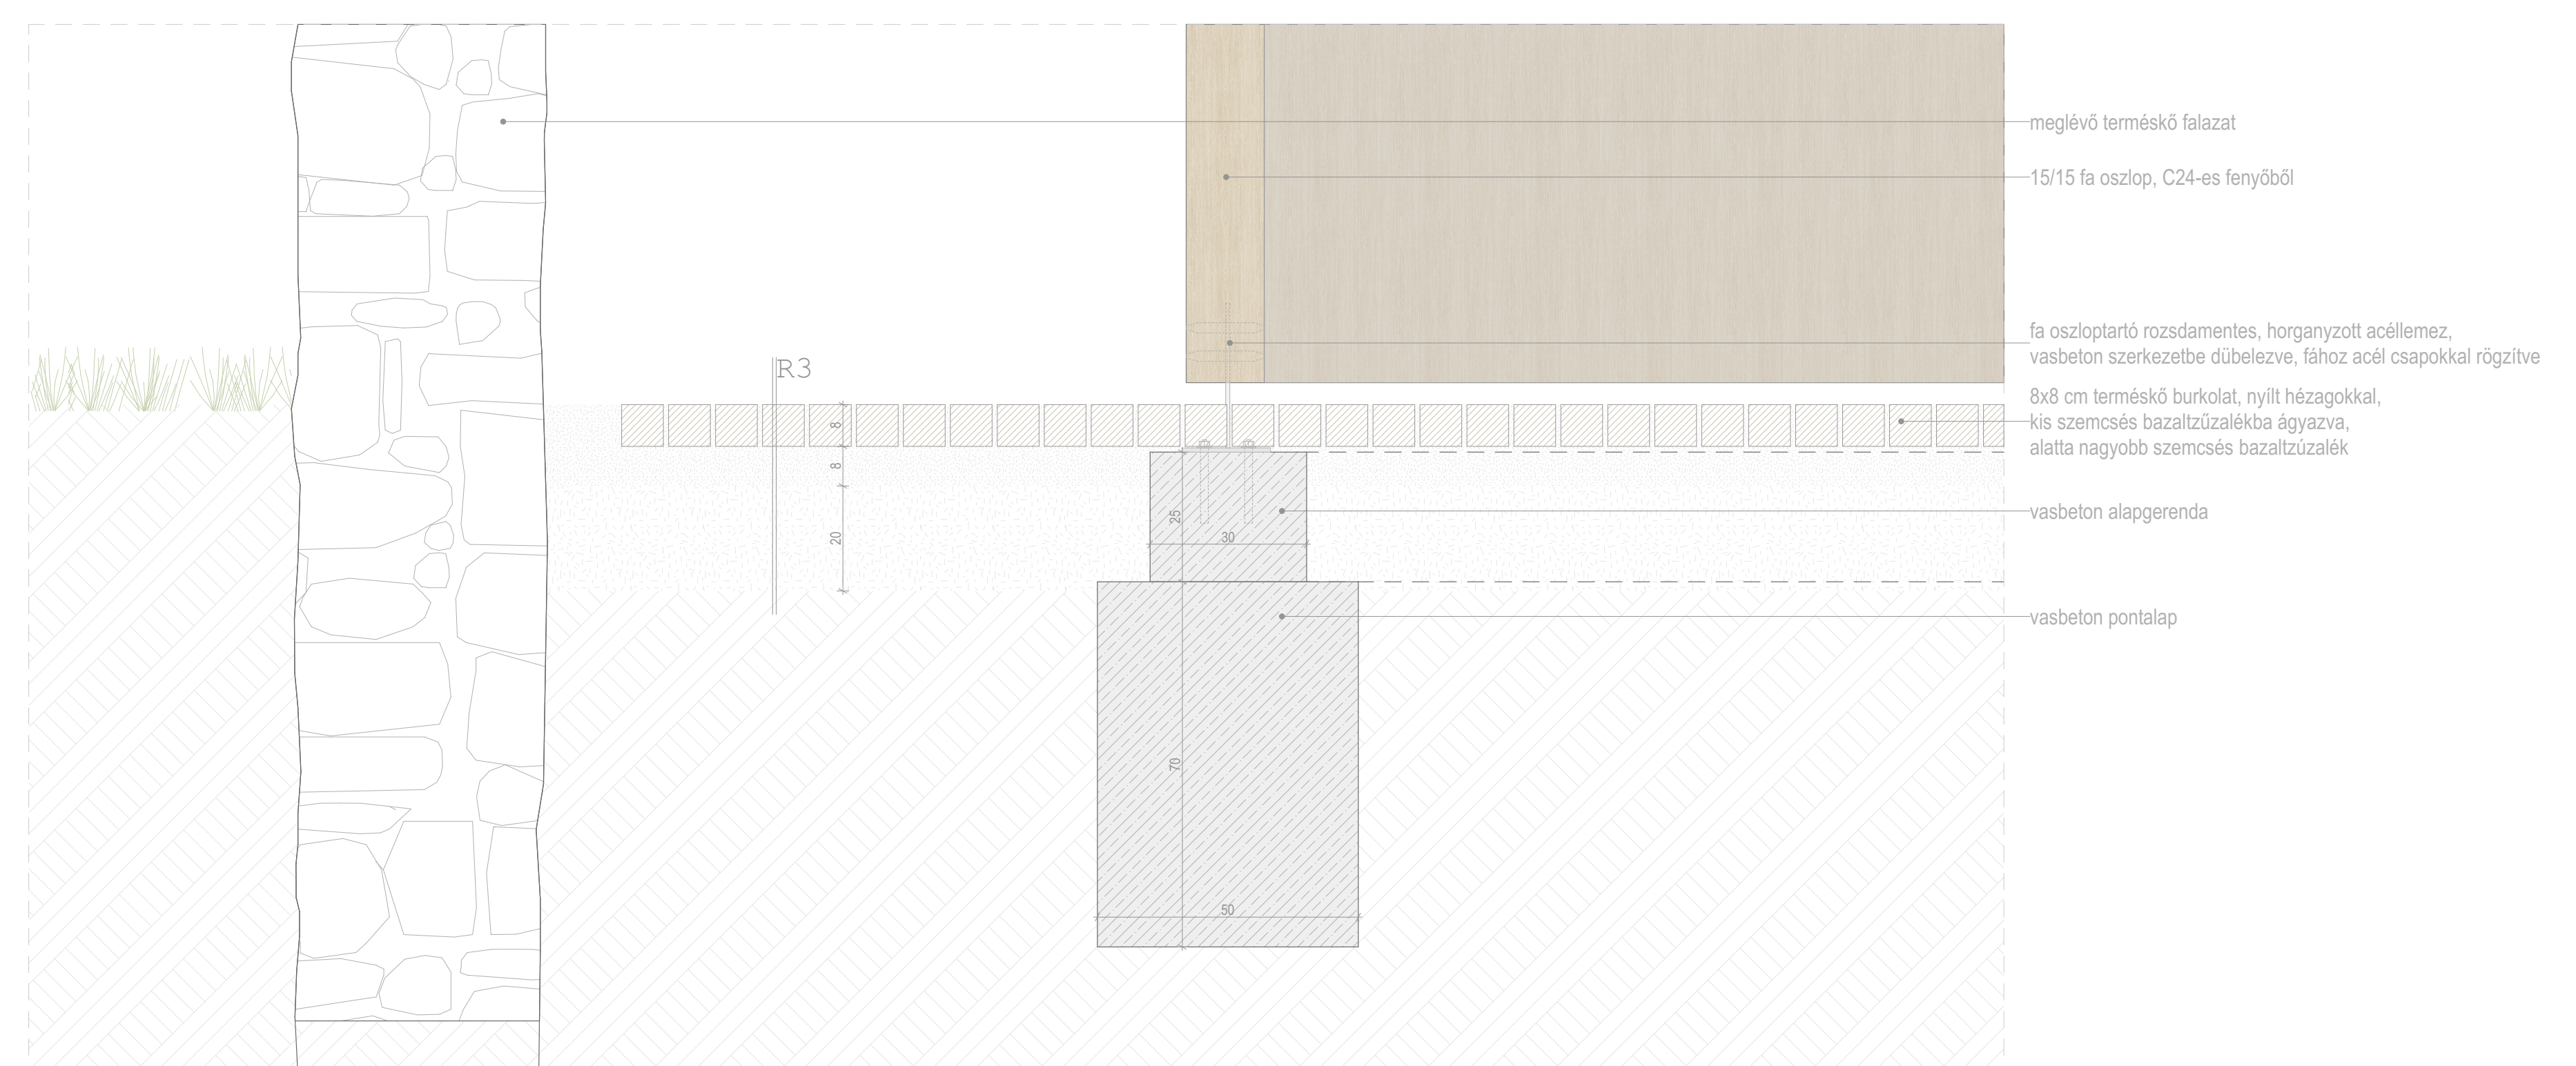 meglévő terméskő falazat
15/15 fa oszlop, C24-es fenyőből
fa oszloptartó rozsdamentes, horganyzott acéllemez,
vasbeton szerkezetbe dübelezve, fához acél csapokkal rögzítve
R3
8x8 cm terméskő burkolat, nyílt hézagokkal,
kis szemcsés bazaltzűzalékba ágyazva,
alatta nagyobb szemcsés bazaltzúzalék
8
8
20
25
30
vasbeton alapgerenda
vasbeton pontalap
70
50